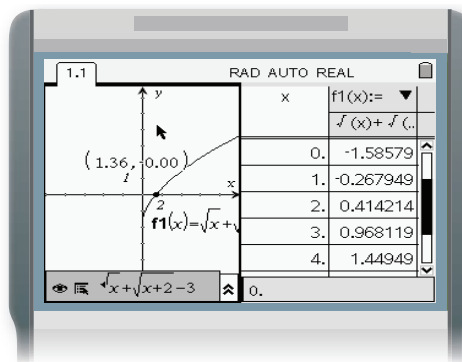 1.1 RAD AUTO REAL
y
(1.36,-0.00)
1
x
2
f1(x)=√x+√
◂√x+√x+2-3
x f1(x):= ▼
√(x)+√(..
0. -1.58579
1. -0.267949
2. 0.414214
3. 0.968119
4. 1.44949
0.